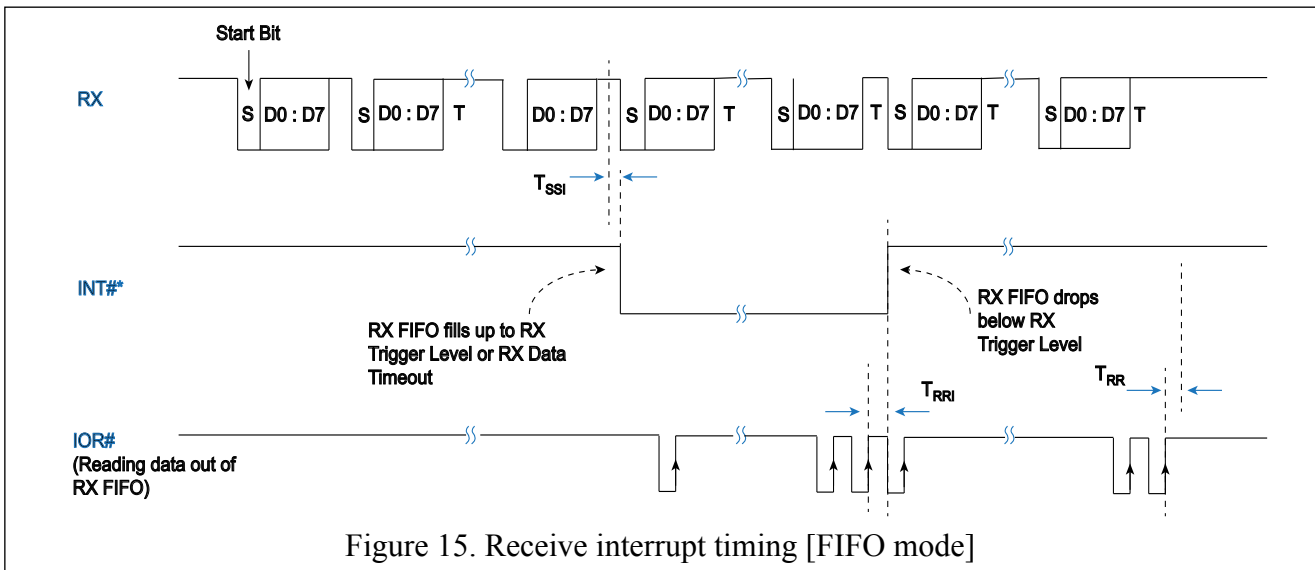 Start Bit
RX
S D0 : D7 S D0 : D7 T D0 : D7 S D0 : D7 T S D0 : D7 T S D0 : D7 T S D0 : D7 T
TSSI
INT#*
RX FIFO fills up to RX
Trigger Level or RX Data
Timeout
RX FIFO drops
below RX
Trigger Level
TRRI
TRR
IOR#
(Reading data out of
RX FIFO)
Figure 15. Receive interrupt timing [FIFO mode]